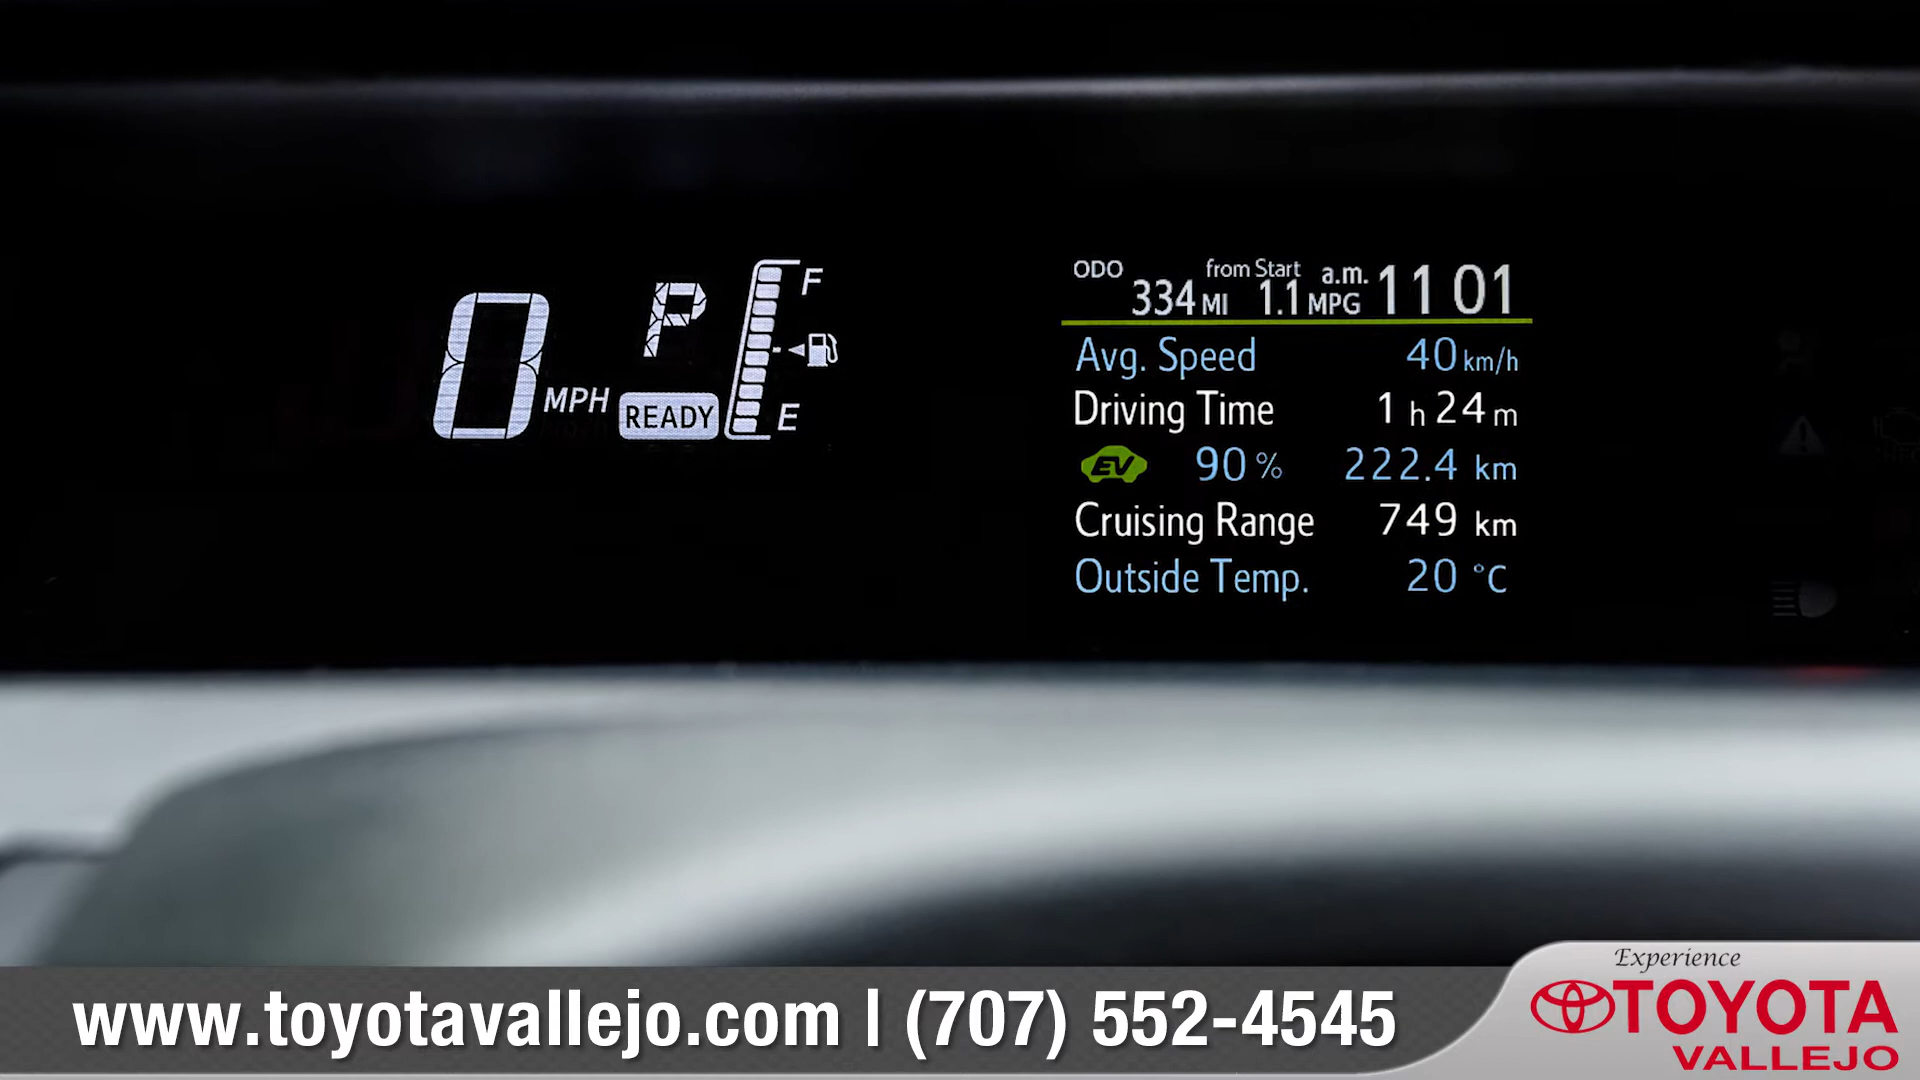 0 MPH
P
READY
F
E
ODO 334 MI
from Start 1.1 MPG
a.m. 11 01
Avg. Speed 40 km/h
Driving Time 1 h 24 m
EV 90 % 222.4 km
Cruising Range 749 km
Outside Temp. 20 °C
www.toyotavallejo.com | (707) 552-4545
Experience
TOYOTA
VALLEJO